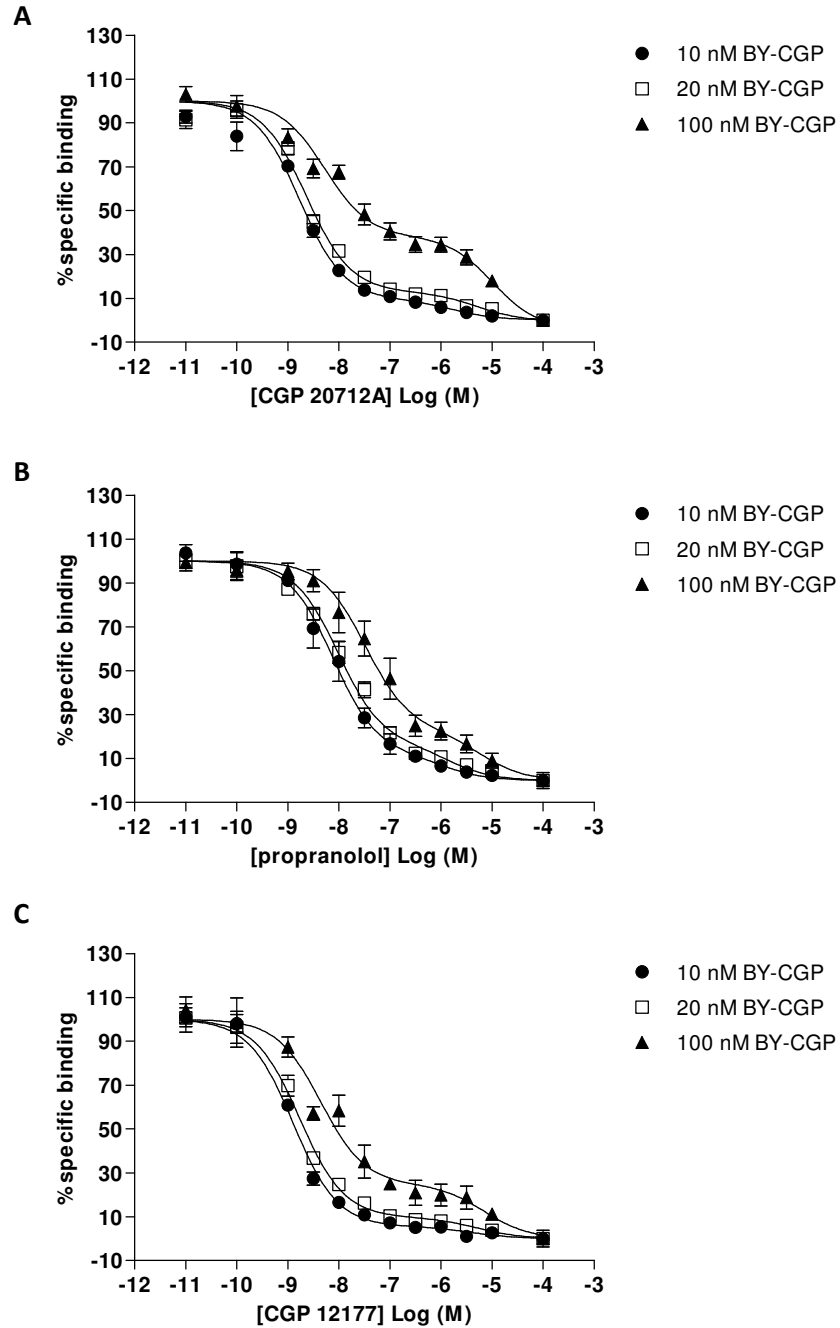 A
130
110
90
70
50
30
10
-10
%specific binding
-12 -11 -10 -9 -8 -7 -6 -5 -4 -3
[CGP 20712A] Log (M)
10 nM BY-CGP
20 nM BY-CGP
100 nM BY-CGP
B
130
110
90
70
50
30
10
-10
%specific binding
-12 -11 -10 -9 -8 -7 -6 -5 -4 -3
[propranolol] Log (M)
10 nM BY-CGP
20 nM BY-CGP
100 nM BY-CGP
C
130
110
90
70
50
30
10
-10
%specific binding
-12 -11 -10 -9 -8 -7 -6 -5 -4 -3
[CGP 12177] Log (M)
10 nM BY-CGP
20 nM BY-CGP
100 nM BY-CGP